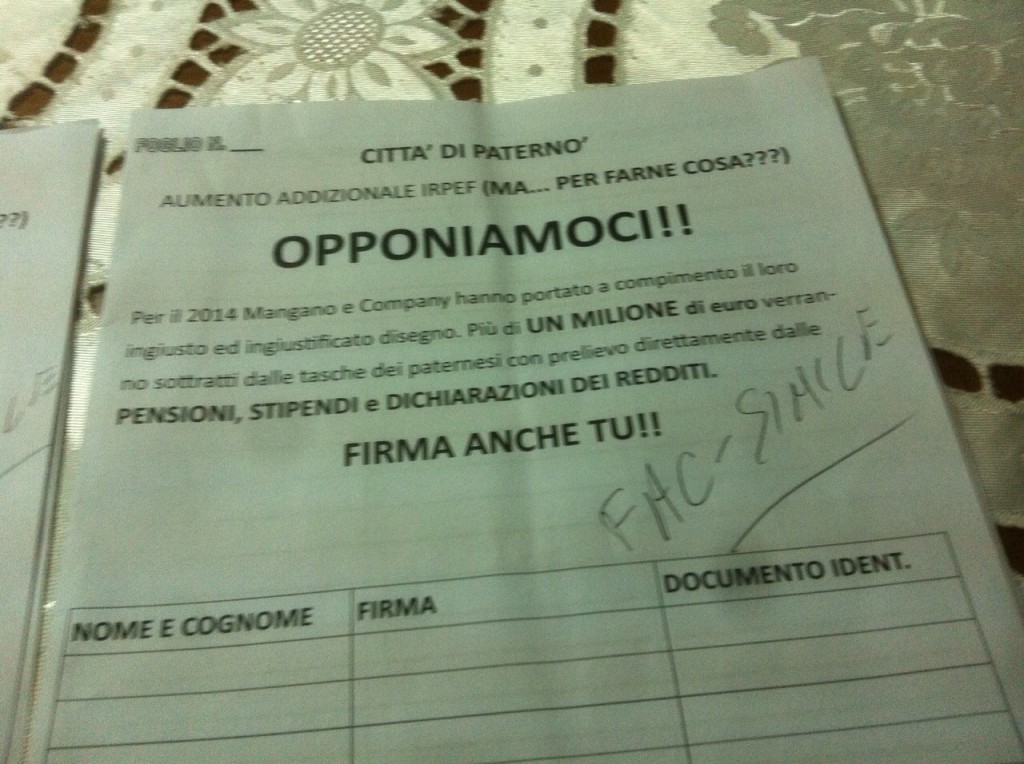 FOGLIO N. ___
CITTA' DI PATERNO'
AUMENTO ADDIZIONALE IRPEF (MA... PER FARNE COSA???)
OPPONIAMOCI!!
Per il 2014 Mangano e Company hanno portato a compimento il loro
ingiusto ed ingiustificato disegno. Più di UN MILIONE di euro verran-
no sottratti dalle tasche dei paternesi con prelievo direttamente dalle
PENSIONI, STIPENDI e DICHIARAZIONI DEI REDDITI.
FIRMA ANCHE TU!!
FAC-SIMILE
NOME E COGNOME
FIRMA
DOCUMENTO IDENT.
??)